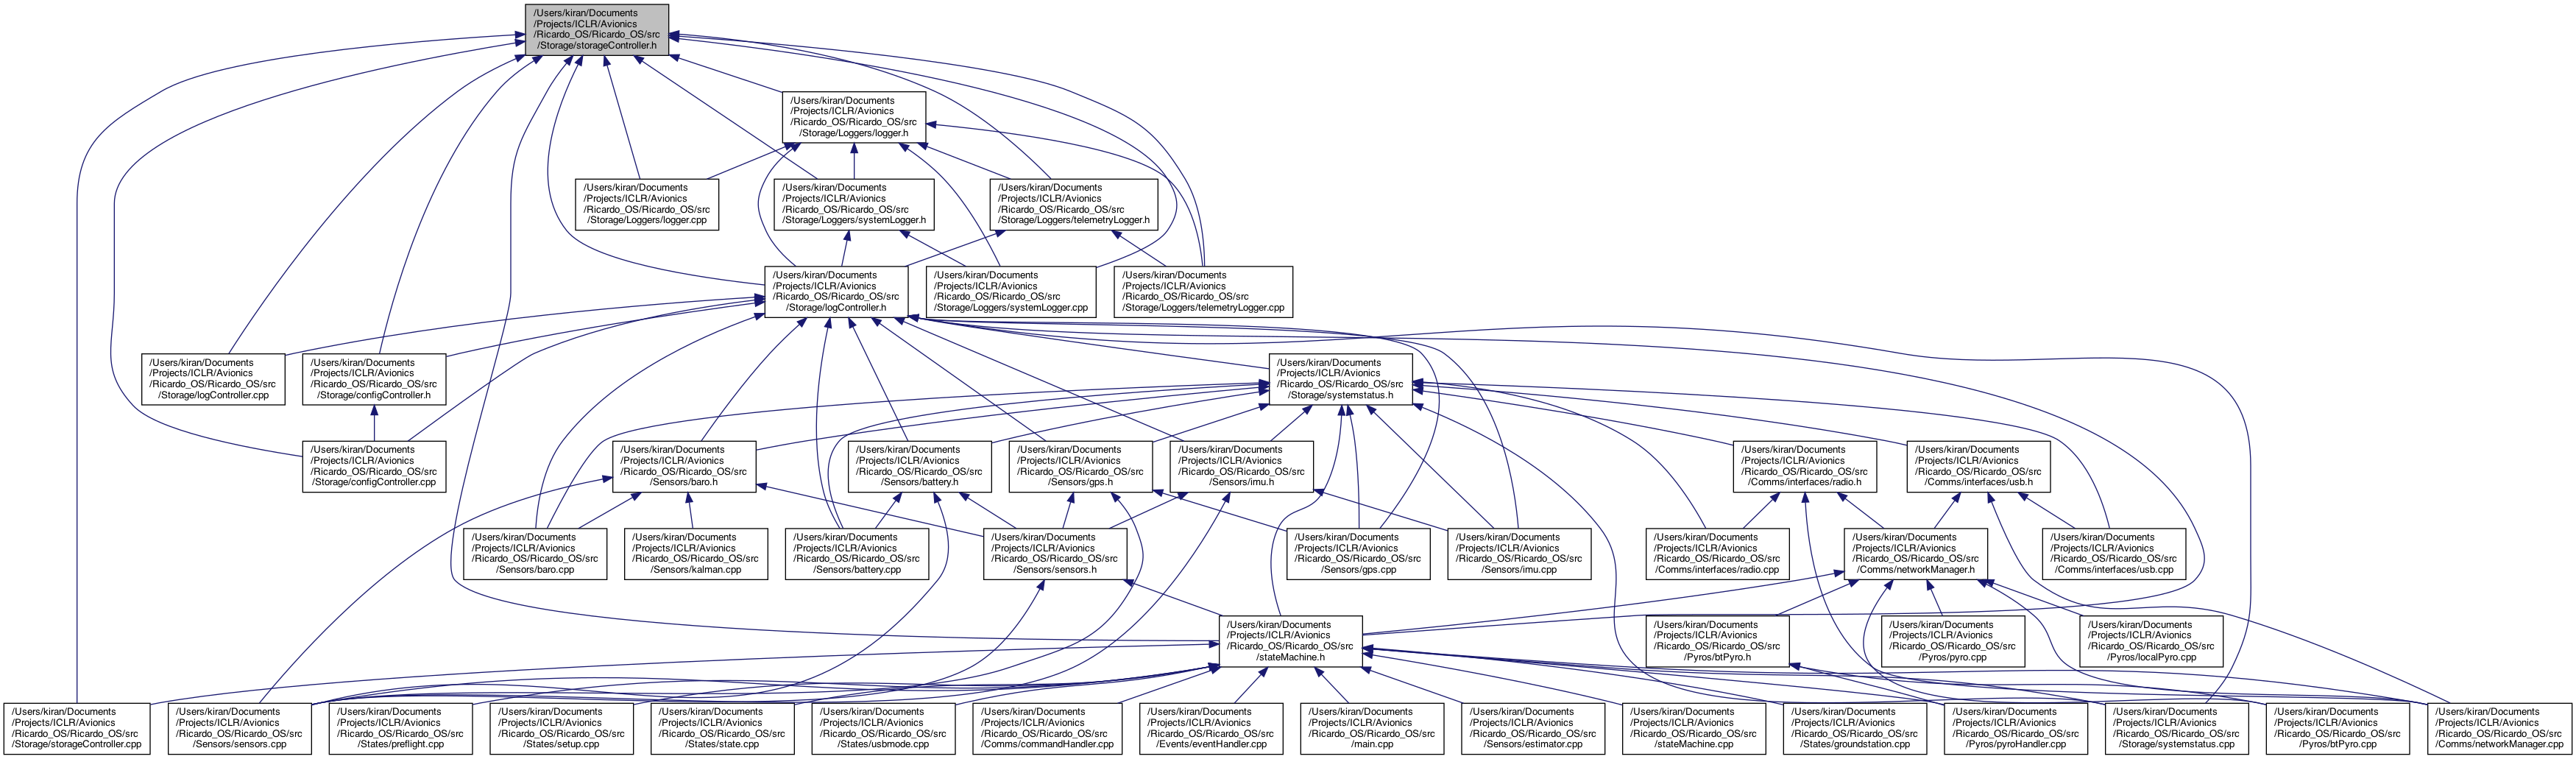 /Users/kiran/Documents
/Projects/ICLR/Avionics
/Ricardo_OS/Ricardo_OS/src
/Storage/storageController.h
/Users/kiran/Documents
/Projects/ICLR/Avionics
/Ricardo_OS/Ricardo_OS/src
/Storage/Loggers/logger.h
/Users/kiran/Documents
/Projects/ICLR/Avionics
/Ricardo_OS/Ricardo_OS/src
/Storage/Loggers/logger.cpp
/Users/kiran/Documents
/Projects/ICLR/Avionics
/Ricardo_OS/Ricardo_OS/src
/Storage/Loggers/systemLogger.h
/Users/kiran/Documents
/Projects/ICLR/Avionics
/Ricardo_OS/Ricardo_OS/src
/Storage/Loggers/telemetryLogger.h
/Users/kiran/Documents
/Projects/ICLR/Avionics
/Ricardo_OS/Ricardo_OS/src
/Storage/logController.h
/Users/kiran/Documents
/Projects/ICLR/Avionics
/Ricardo_OS/Ricardo_OS/src
/Storage/Loggers/systemLogger.cpp
/Users/kiran/Documents
/Projects/ICLR/Avionics
/Ricardo_OS/Ricardo_OS/src
/Storage/Loggers/telemetryLogger.cpp
/Users/kiran/Documents
/Projects/ICLR/Avionics
/Ricardo_OS/Ricardo_OS/src
/Storage/logController.cpp
/Users/kiran/Documents
/Projects/ICLR/Avionics
/Ricardo_OS/Ricardo_OS/src
/Storage/configController.h
/Users/kiran/Documents
/Projects/ICLR/Avionics
/Ricardo_OS/Ricardo_OS/src
/Storage/systemstatus.h
/Users/kiran/Documents
/Projects/ICLR/Avionics
/Ricardo_OS/Ricardo_OS/src
/Storage/configController.cpp
/Users/kiran/Documents
/Projects/ICLR/Avionics
/Ricardo_OS/Ricardo_OS/src
/Sensors/baro.h
/Users/kiran/Documents
/Projects/ICLR/Avionics
/Ricardo_OS/Ricardo_OS/src
/Sensors/battery.h
/Users/kiran/Documents
/Projects/ICLR/Avionics
/Ricardo_OS/Ricardo_OS/src
/Sensors/gps.h
/Users/kiran/Documents
/Projects/ICLR/Avionics
/Ricardo_OS/Ricardo_OS/src
/Sensors/imu.h
/Users/kiran/Documents
/Projects/ICLR/Avionics
/Ricardo_OS/Ricardo_OS/src
/Comms/interfaces/radio.h
/Users/kiran/Documents
/Projects/ICLR/Avionics
/Ricardo_OS/Ricardo_OS/src
/Comms/interfaces/usb.h
/Users/kiran/Documents
/Projects/ICLR/Avionics
/Ricardo_OS/Ricardo_OS/src
/Sensors/baro.cpp
/Users/kiran/Documents
/Projects/ICLR/Avionics
/Ricardo_OS/Ricardo_OS/src
/Sensors/kalman.cpp
/Users/kiran/Documents
/Projects/ICLR/Avionics
/Ricardo_OS/Ricardo_OS/src
/Sensors/battery.cpp
/Users/kiran/Documents
/Projects/ICLR/Avionics
/Ricardo_OS/Ricardo_OS/src
/Sensors/sensors.h
/Users/kiran/Documents
/Projects/ICLR/Avionics
/Ricardo_OS/Ricardo_OS/src
/Sensors/gps.cpp
/Users/kiran/Documents
/Projects/ICLR/Avionics
/Ricardo_OS/Ricardo_OS/src
/Sensors/imu.cpp
/Users/kiran/Documents
/Projects/ICLR/Avionics
/Ricardo_OS/Ricardo_OS/src
/Comms/interfaces/radio.cpp
/Users/kiran/Documents
/Projects/ICLR/Avionics
/Ricardo_OS/Ricardo_OS/src
/Comms/networkManager.h
/Users/kiran/Documents
/Projects/ICLR/Avionics
/Ricardo_OS/Ricardo_OS/src
/Comms/interfaces/usb.cpp
/Users/kiran/Documents
/Projects/ICLR/Avionics
/Ricardo_OS/Ricardo_OS/src
/stateMachine.h
/Users/kiran/Documents
/Projects/ICLR/Avionics
/Ricardo_OS/Ricardo_OS/src
/Pyros/btPyro.h
/Users/kiran/Documents
/Projects/ICLR/Avionics
/Ricardo_OS/Ricardo_OS/src
/Pyros/pyro.cpp
/Users/kiran/Documents
/Projects/ICLR/Avionics
/Ricardo_OS/Ricardo_OS/src
/Pyros/localPyro.cpp
/Users/kiran/Documents
/Projects/ICLR/Avionics
/Ricardo_OS/Ricardo_OS/src
/Storage/storageController.cpp
/Users/kiran/Documents
/Projects/ICLR/Avionics
/Ricardo_OS/Ricardo_OS/src
/Sensors/sensors.cpp
/Users/kiran/Documents
/Projects/ICLR/Avionics
/Ricardo_OS/Ricardo_OS/src
/States/preflight.cpp
/Users/kiran/Documents
/Projects/ICLR/Avionics
/Ricardo_OS/Ricardo_OS/src
/States/setup.cpp
/Users/kiran/Documents
/Projects/ICLR/Avionics
/Ricardo_OS/Ricardo_OS/src
/States/state.cpp
/Users/kiran/Documents
/Projects/ICLR/Avionics
/Ricardo_OS/Ricardo_OS/src
/States/usbmode.cpp
/Users/kiran/Documents
/Projects/ICLR/Avionics
/Ricardo_OS/Ricardo_OS/src
/Comms/commandHandler.cpp
/Users/kiran/Documents
/Projects/ICLR/Avionics
/Ricardo_OS/Ricardo_OS/src
/Events/eventHandler.cpp
/Users/kiran/Documents
/Projects/ICLR/Avionics
/Ricardo_OS/Ricardo_OS/src
/main.cpp
/Users/kiran/Documents
/Projects/ICLR/Avionics
/Ricardo_OS/Ricardo_OS/src
/Sensors/estimator.cpp
/Users/kiran/Documents
/Projects/ICLR/Avionics
/Ricardo_OS/Ricardo_OS/src
/stateMachine.cpp
/Users/kiran/Documents
/Projects/ICLR/Avionics
/Ricardo_OS/Ricardo_OS/src
/States/groundstation.cpp
/Users/kiran/Documents
/Projects/ICLR/Avionics
/Ricardo_OS/Ricardo_OS/src
/Pyros/pyroHandler.cpp
/Users/kiran/Documents
/Projects/ICLR/Avionics
/Ricardo_OS/Ricardo_OS/src
/Storage/systemstatus.cpp
/Users/kiran/Documents
/Projects/ICLR/Avionics
/Ricardo_OS/Ricardo_OS/src
/Pyros/btPyro.cpp
/Users/kiran/Documents
/Projects/ICLR/Avionics
/Ricardo_OS/Ricardo_OS/src
/Comms/networkManager.cpp